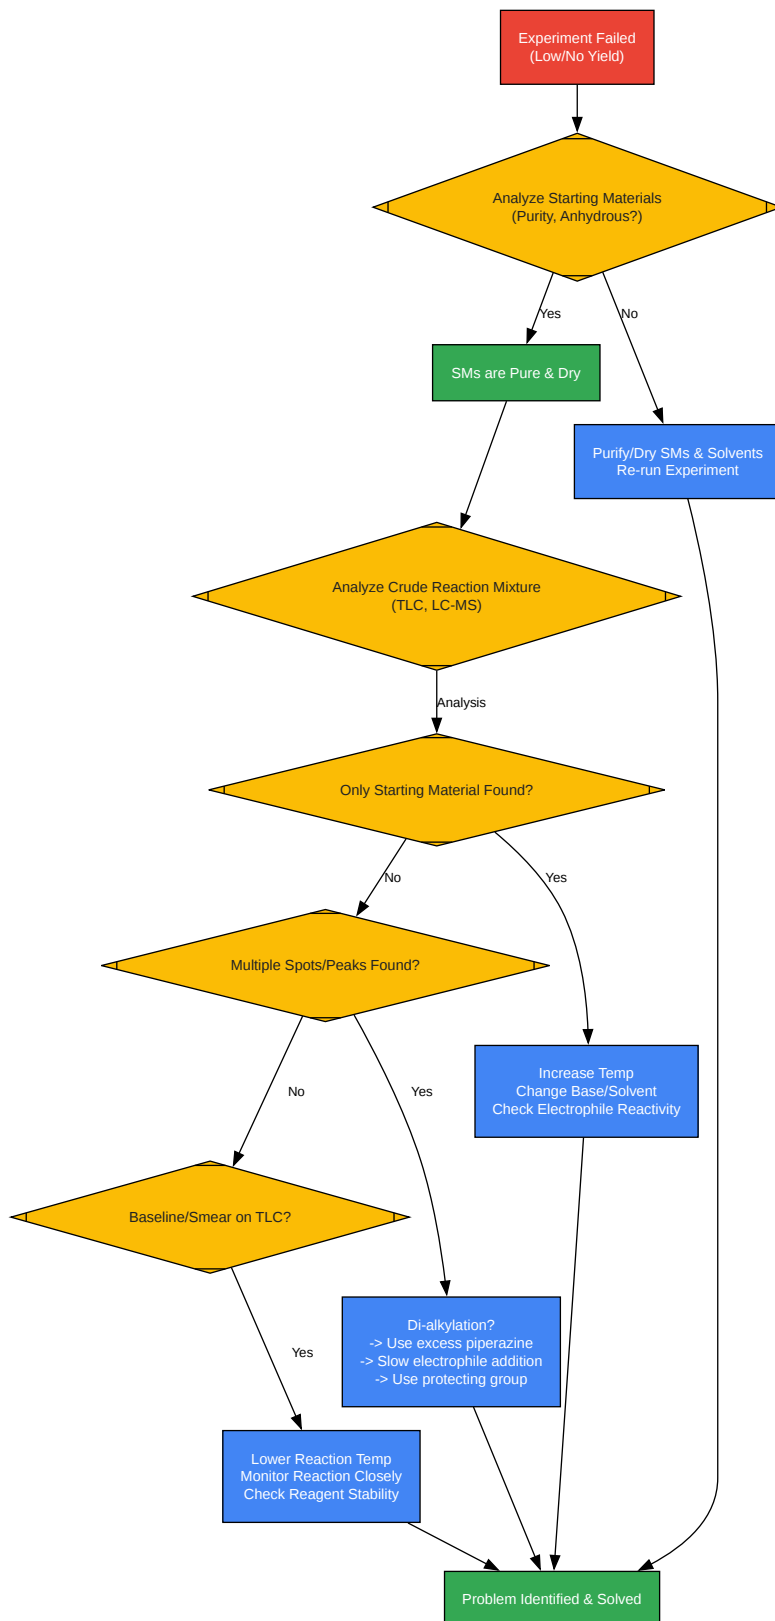 Experiment Failed
(Low/No Yield)
Analyze Starting Materials
(Purity, Anhydrous?)
Yes
No
SMs are Pure & Dry
Purify/Dry SMs & Solvents
Re-run Experiment
Analyze Crude Reaction Mixture
(TLC, LC-MS)
Analysis
Only Starting Material Found?
No
Yes
Multiple Spots/Peaks Found?
Increase Temp
Change Base/Solvent
Check Electrophile Reactivity
No
Yes
Baseline/Smear on TLC?
Di-alkylation?
-> Use excess piperazine
-> Slow electrophile addition
-> Use protecting group
Yes
Lower Reaction Temp
Monitor Reaction Closely
Check Reagent Stability
Problem Identified & Solved